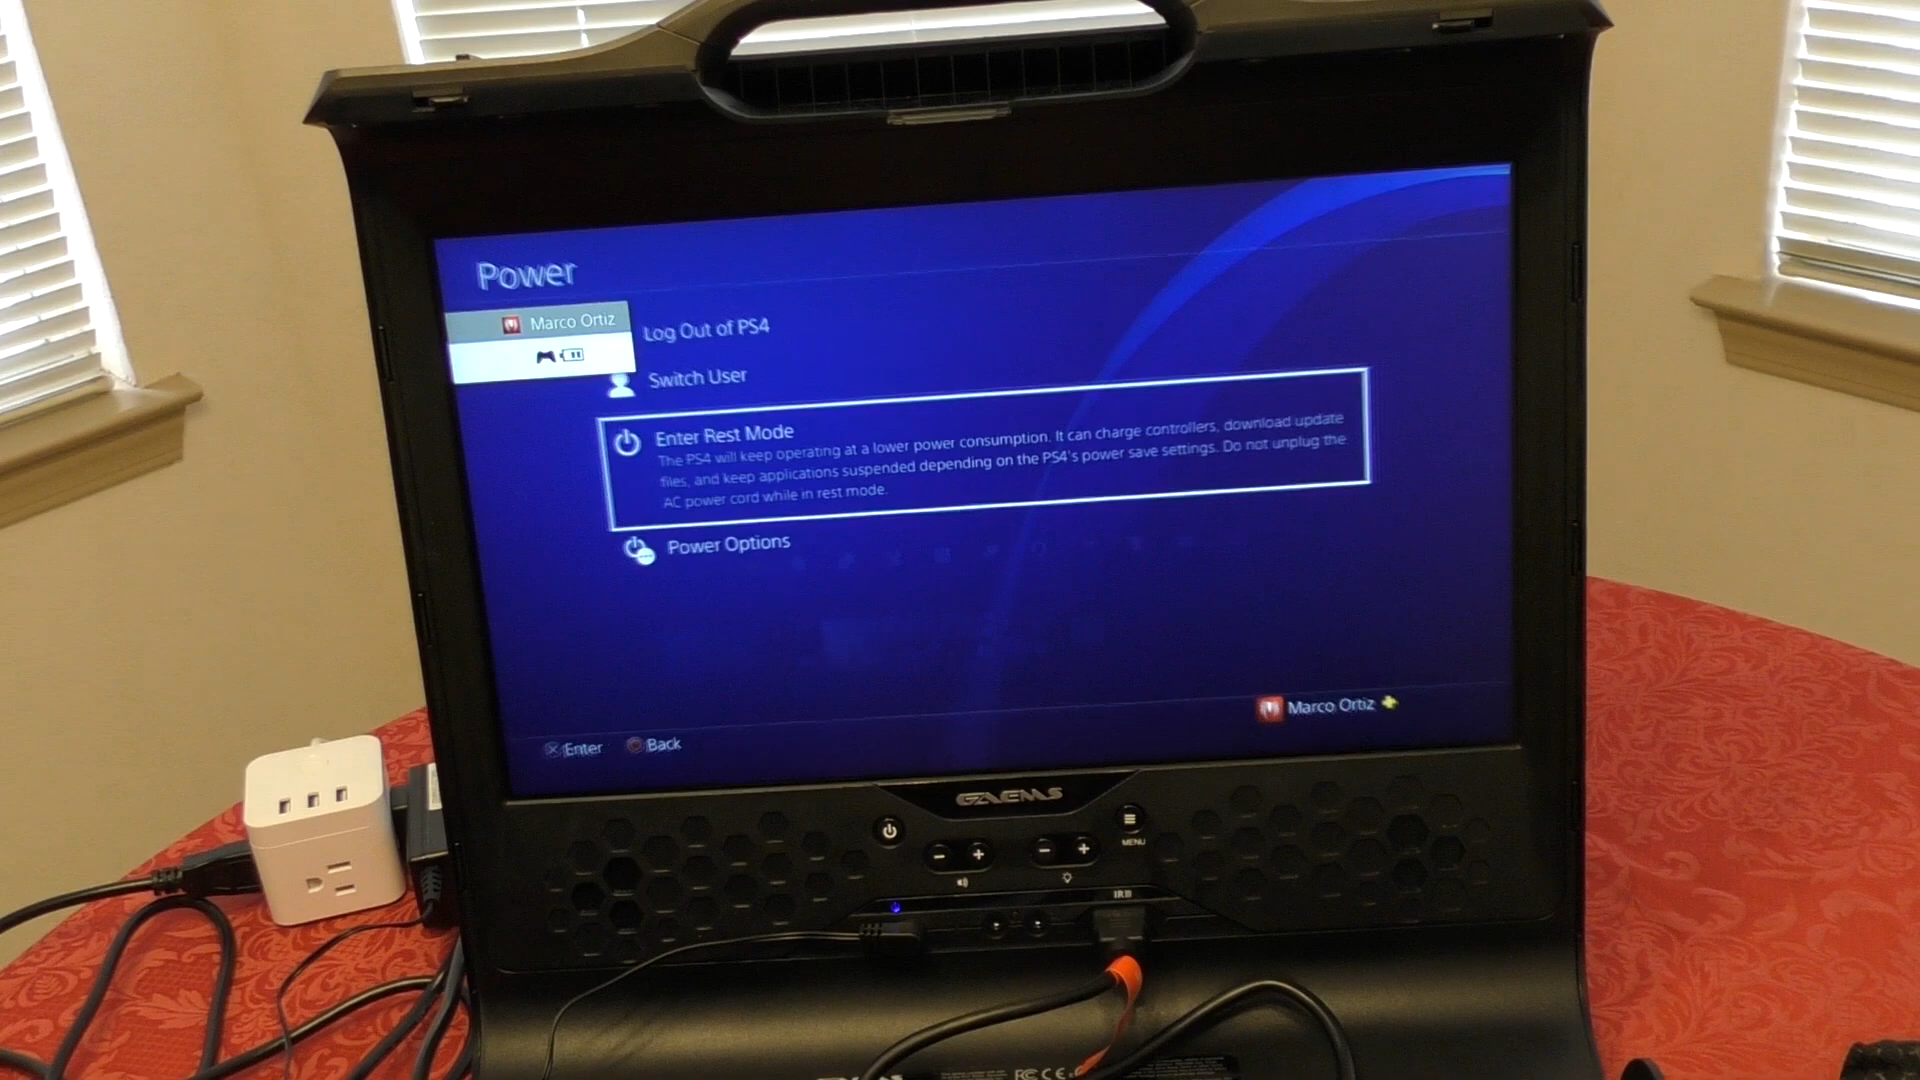 Power
Marco Ortiz
Log Out of PS4
Switch User
Enter Rest Mode
The PS4 will keep operating at a lower power consumption. It can charge controllers, download update
files, and keep applications suspended depending on the PS4's power save settings. Do not unplug the
AC power cord while in rest mode.
Power Options
Marco Ortiz
Enter Back
GAEMS
MENU
FC CE